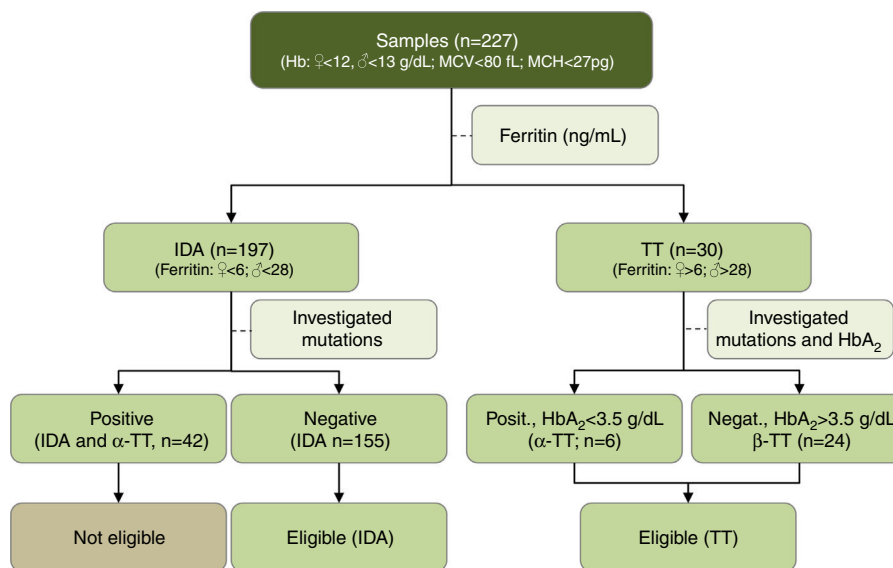 Samples (n=227)
(Hb: ♀<12, ♂<13 g/dL; MCV<80 fL; MCH<27pg)
Ferritin (ng/mL)
IDA (n=197)
(Ferritin: ♀<6; ♂<28)
TT (n=30)
(Ferritin: ♀>6; ♂>28)
Investigated
mutations
Investigated
mutations and HbA₂
Positive
(IDA and α-TT, n=42)
Negative
(IDA n=155)
Posit., HbA₂<3.5 g/dL
(α-TT; n=6)
Negat., HbA₂>3.5 g/dL
β-TT (n=24)
Not eligible
Eligible (IDA)
Eligible (TT)